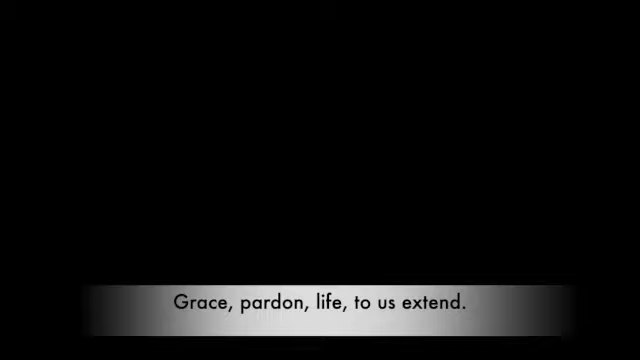 Grace, pardon, life, to us extend.